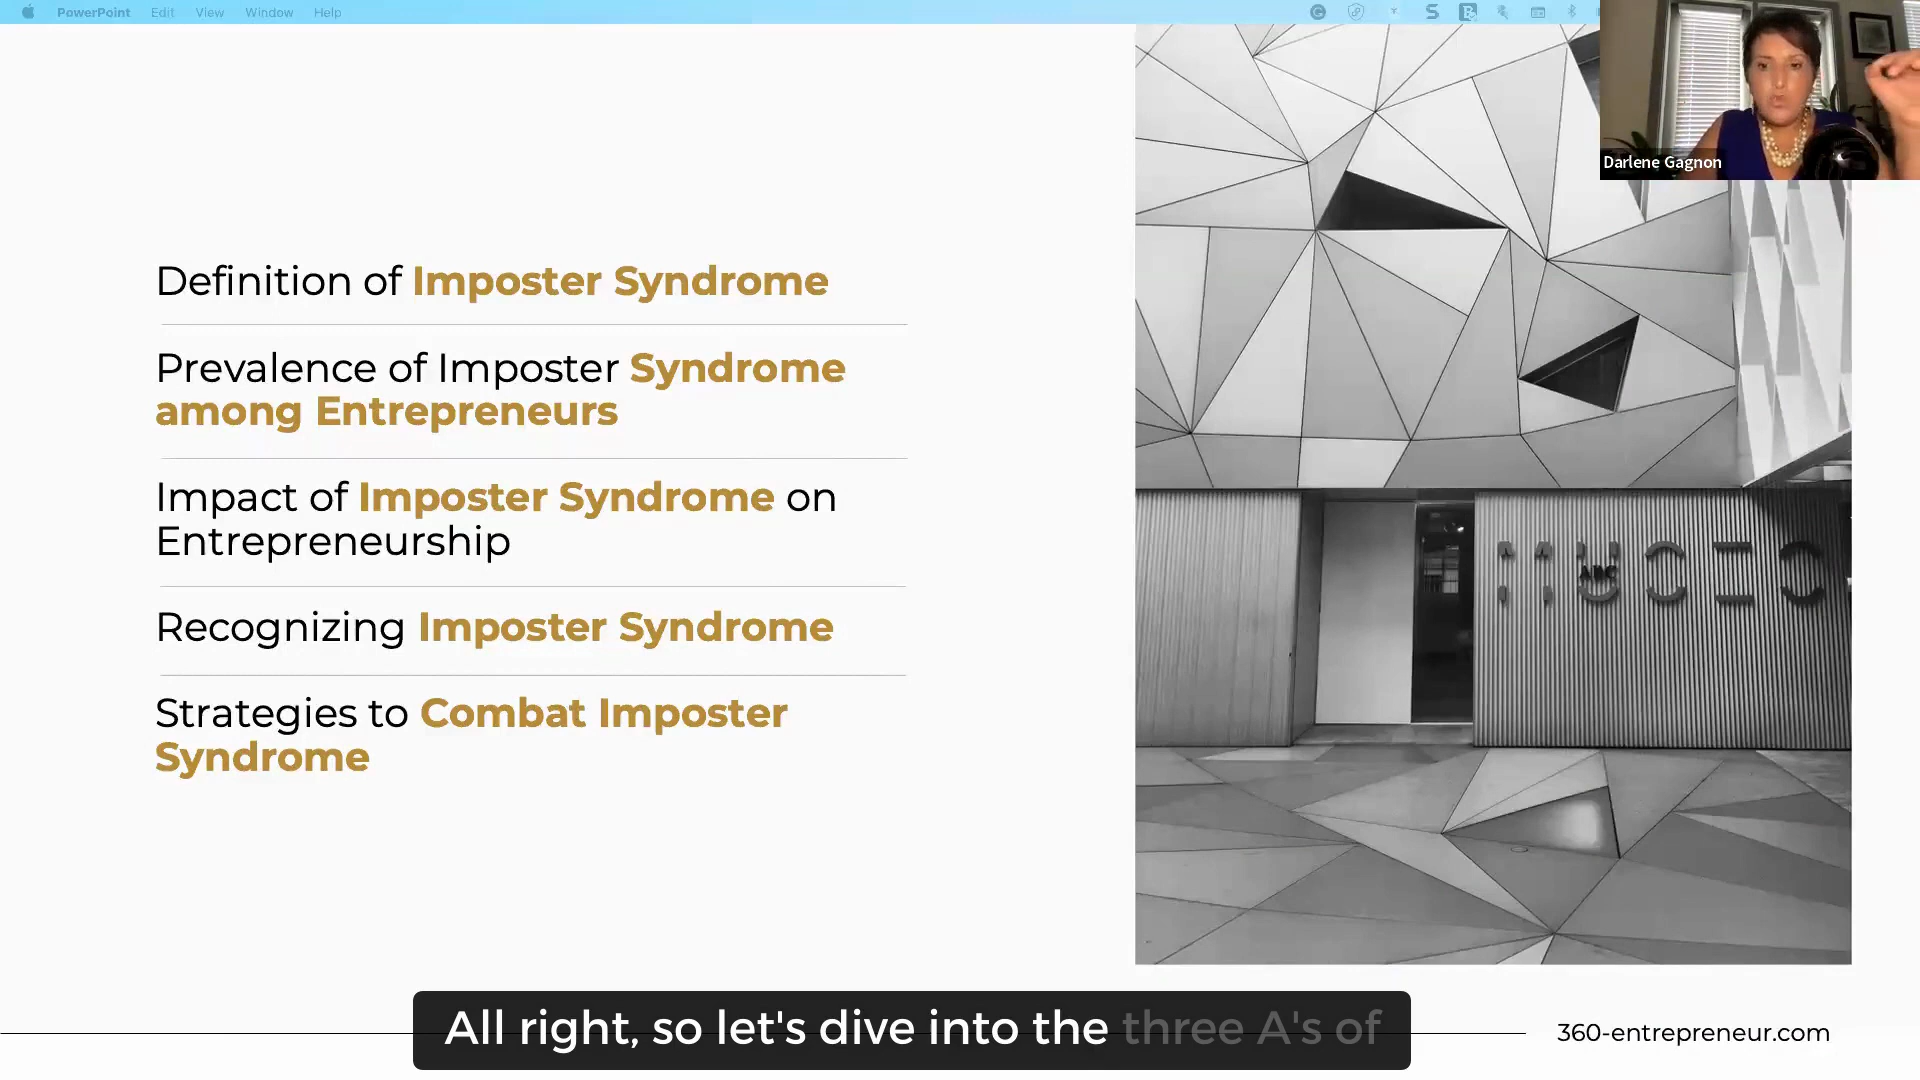 PowerPoint Edit View Window Help
Darlene Gagnon
Definition of Imposter Syndrome
Prevalence of Imposter Syndrome
among Entrepreneurs
Impact of Imposter Syndrome on
Entrepreneurship
Recognizing Imposter Syndrome
Strategies to Combat Imposter
Syndrome
MUSEO
ABC
All right, so let's dive into the three A's of
360-entrepreneur.com